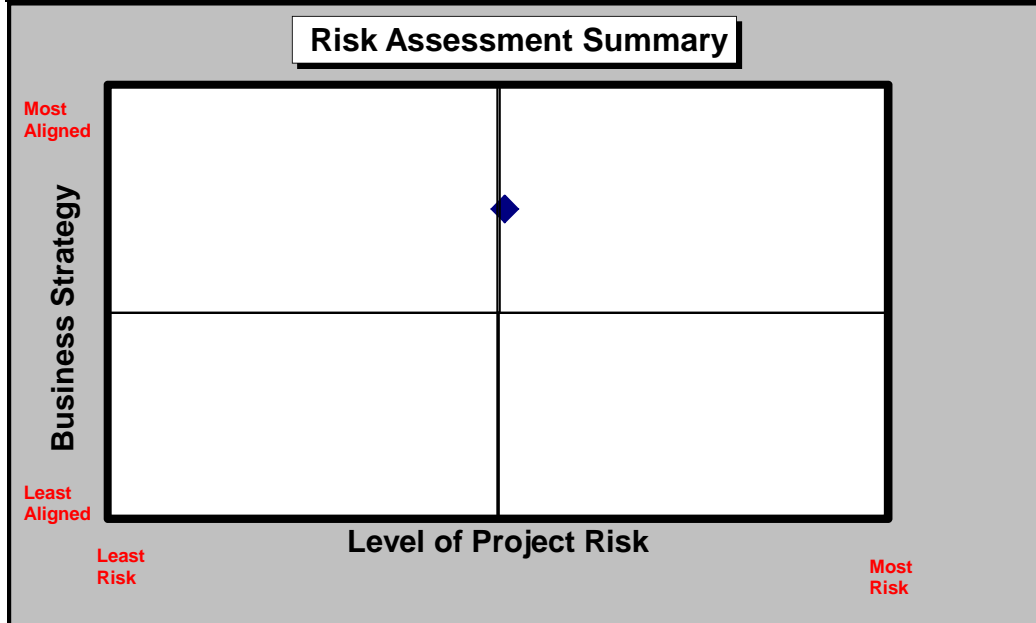 Risk Assessment Summary
Most
Aligned
Business Strategy
Least
Aligned
Level of Project Risk
Least
Risk
Most
Risk